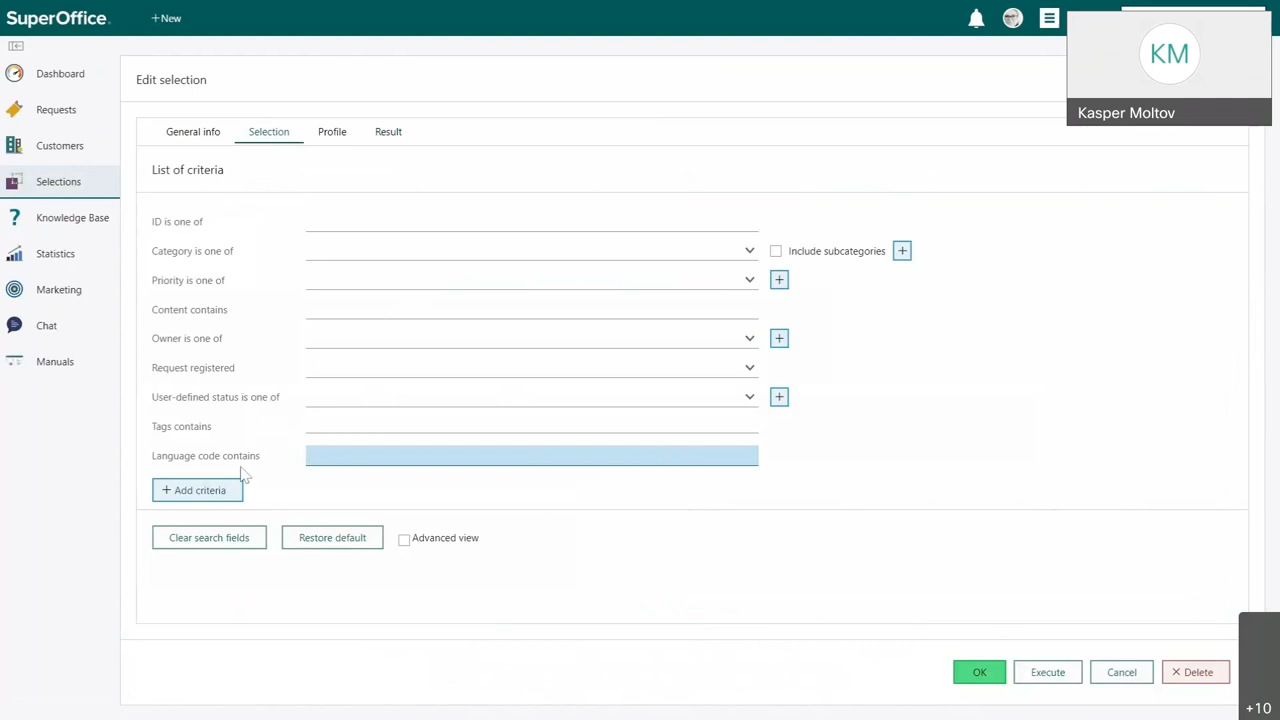 SuperOffice.
+ New
KM
Kasper Moltov
Dashboard
Requests
Customers
Selections
Knowledge Base
Statistics
Marketing
Chat
Manuals
Edit selection
General info Selection Profile Result
List of criteria
ID is one of
Category is one of Include subcategories +
Priority is one of +
Content contains
Owner is one of +
Request registered
User-defined status is one of +
Tags contains
Language code contains
+ Add criteria
Clear search fields Restore default Advanced view
OK Execute Cancel × Delete
+10